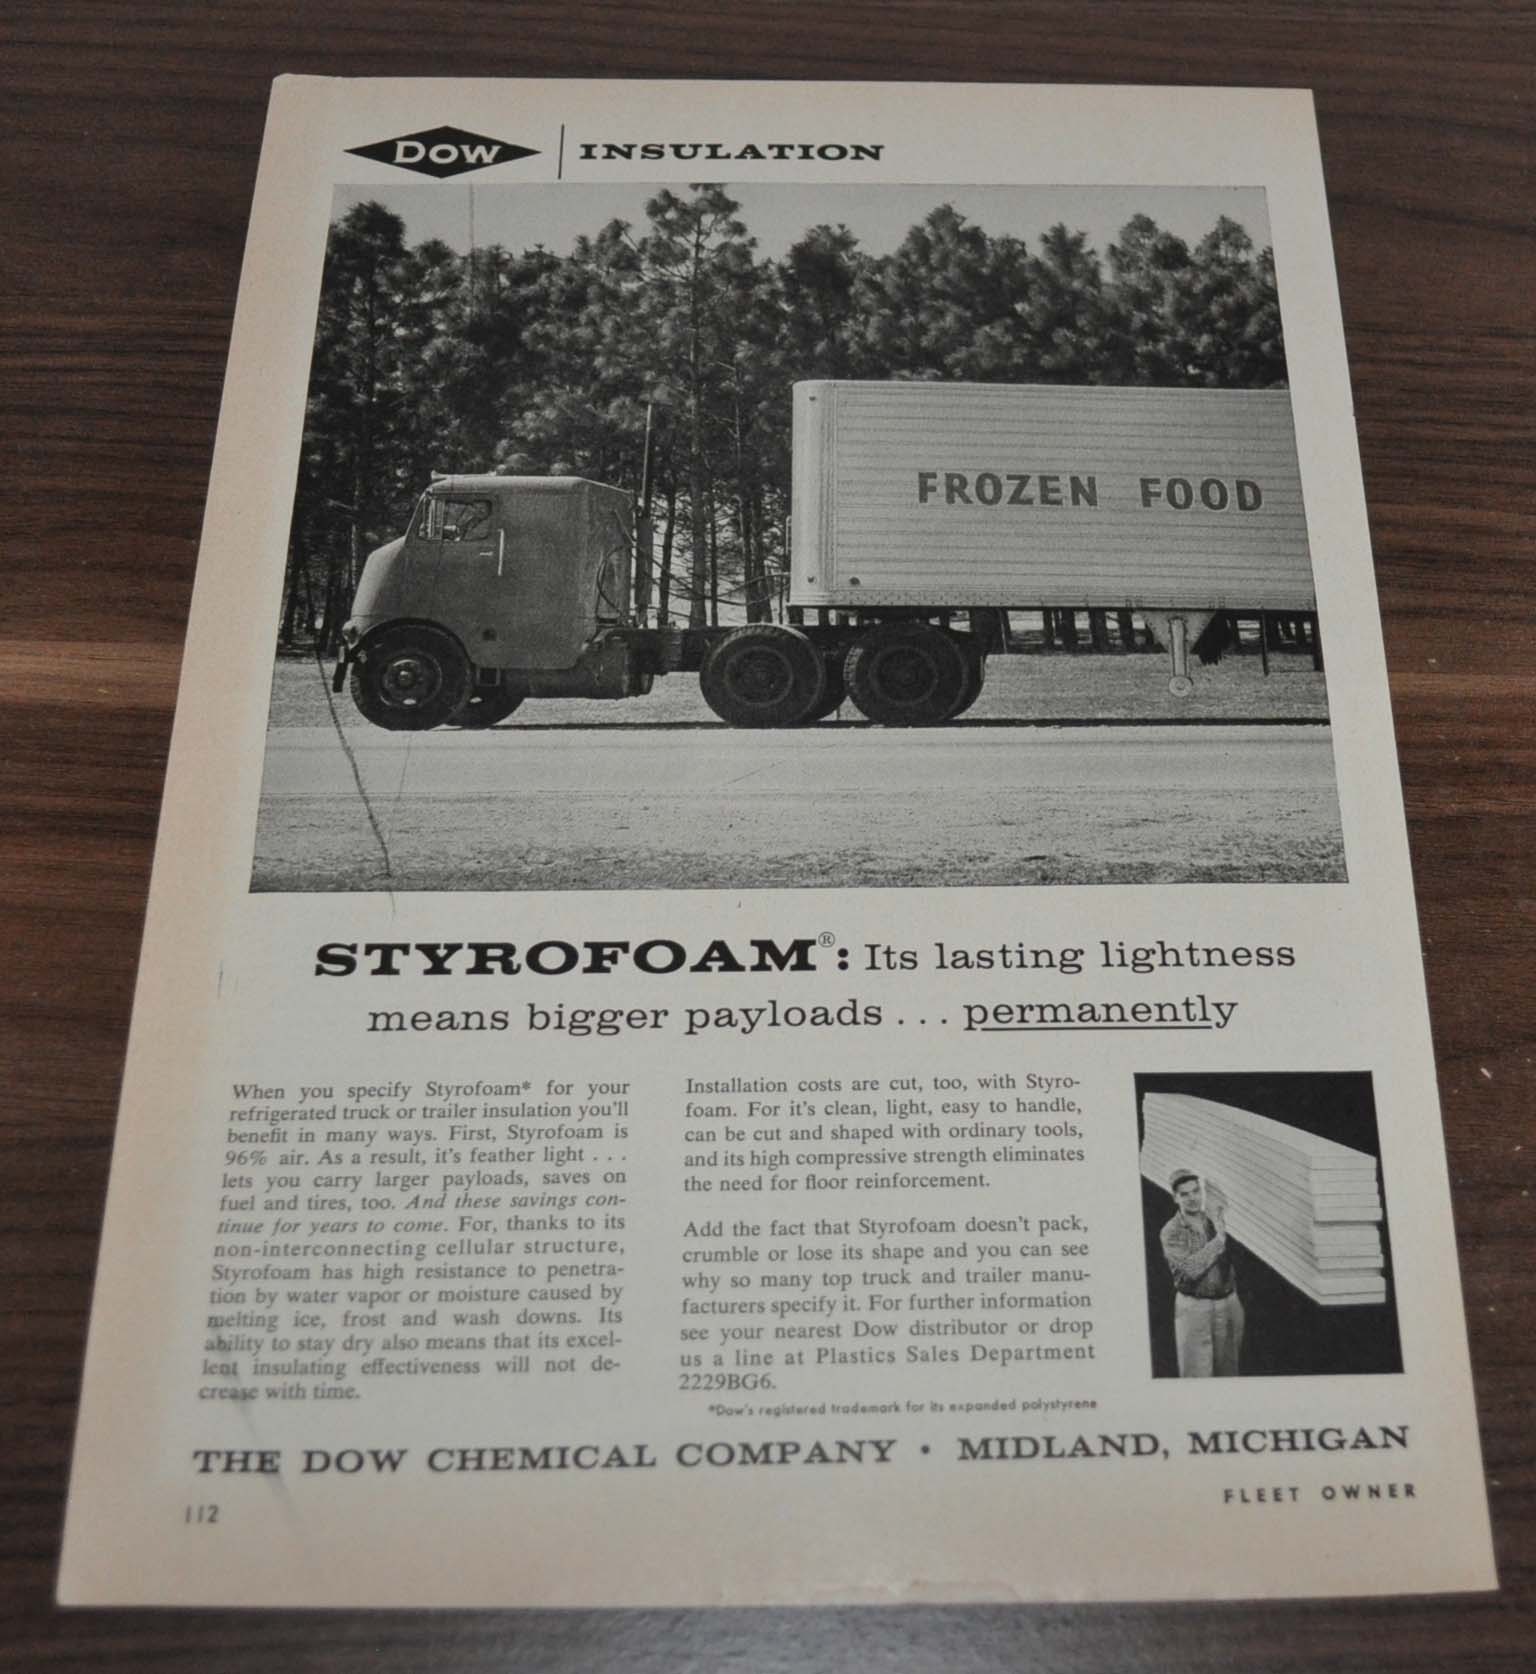 DOW
INSULATION
FROZEN FOOD
STYROFOAM®: Its lasting lightness
means bigger payloads . . . permanently
When you specify Styrofoam* for your
refrigerated truck or trailer insulation you'll
benefit in many ways. First, Styrofoam is
96% air. As a result, it's feather light . . .
lets you carry larger payloads, saves on
fuel and tires, too. And these savings con-
tinue for years to come. For, thanks to its
non-interconnecting cellular structure,
Styrofoam has high resistance to penetra-
tion by water vapor or moisture caused by
melting ice, frost and wash downs. Its
ability to stay dry also means that its excel-
lent insulating effectiveness will not de-
crease with time.
Installation costs are cut, too, with Styro-
foam. For it's clean, light, easy to handle,
can be cut and shaped with ordinary tools,
and its high compressive strength eliminates
the need for floor reinforcement.
Add the fact that Styrofoam doesn't pack,
crumble or lose its shape and you can see
why so many top truck and trailer manu-
facturers specify it. For further information
see your nearest Dow distributor or drop
us a line at Plastics Sales Department
2229BG6.
*Dow's registered trademark for its expanded polystyrene
THE DOW CHEMICAL COMPANY • MIDLAND, MICHIGAN
112
FLEET OWNER